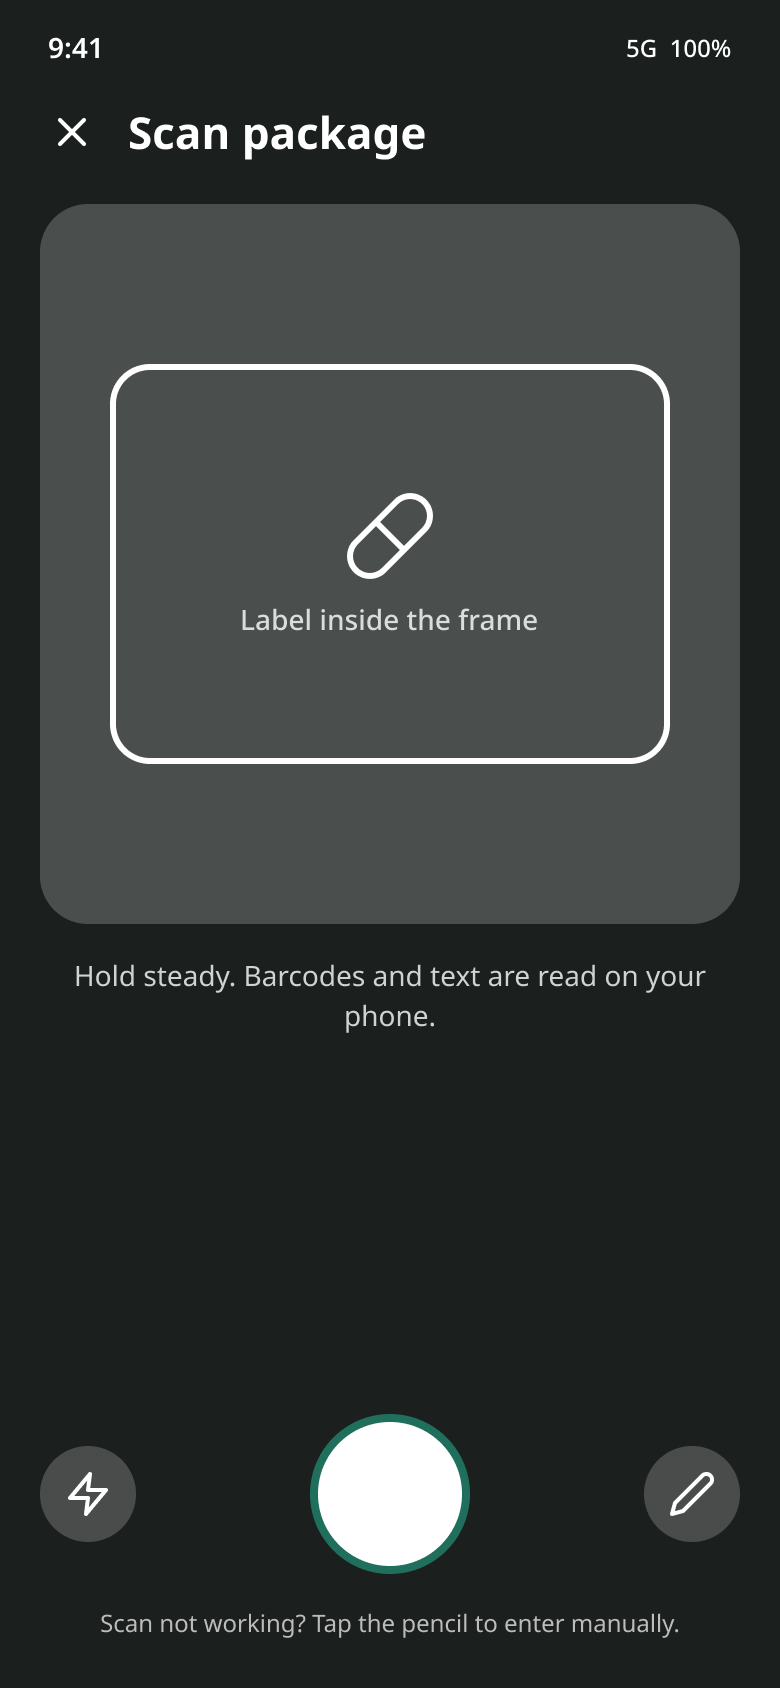 9:41
5G 100%
Scan package
Label inside the frame
Hold steady. Barcodes and text are read on your
phone.
Scan not working? Tap the pencil to enter manually.